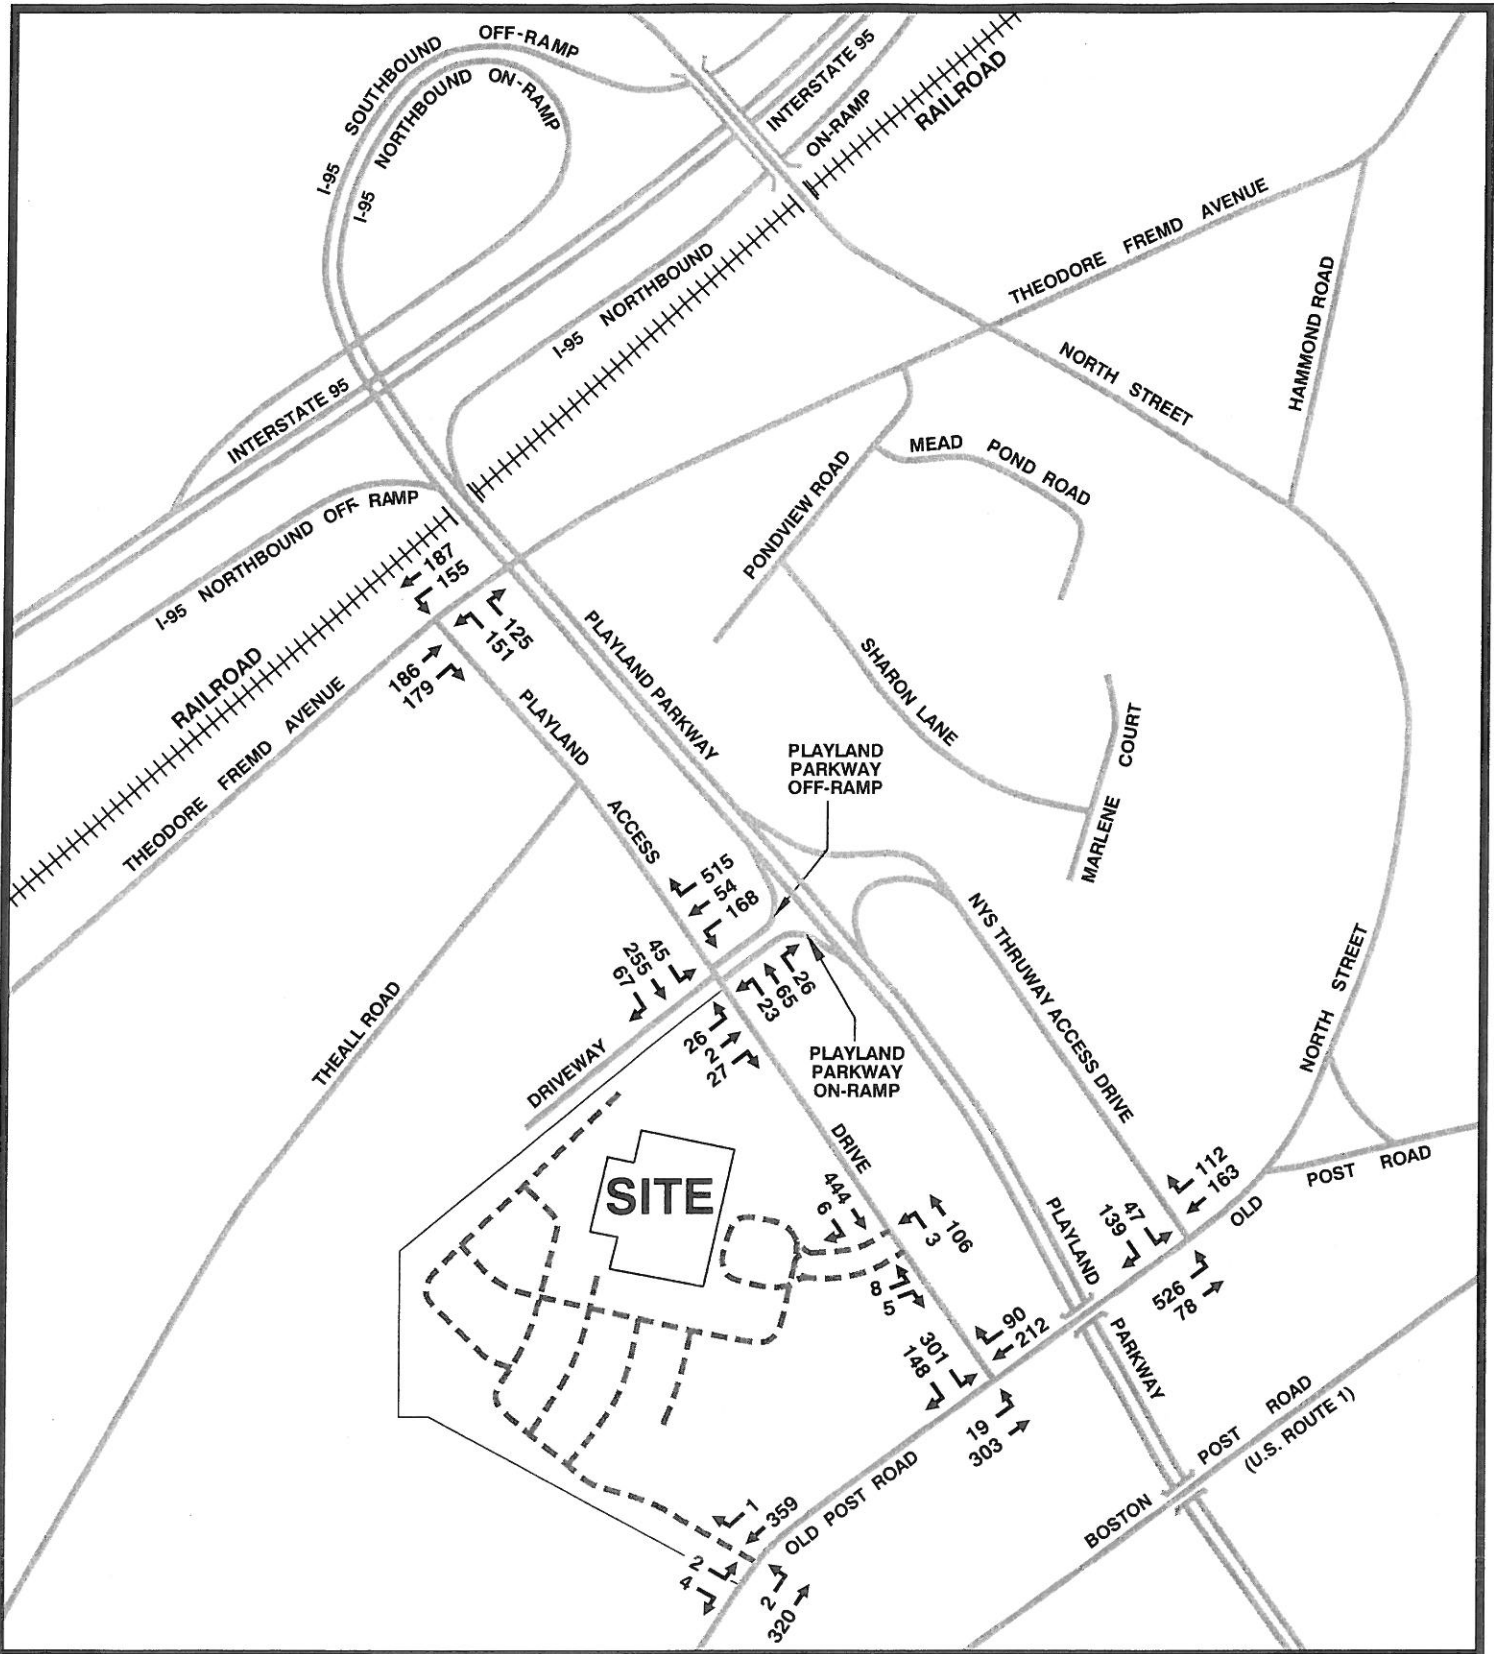 OFF-RAMP
I-95 SOUTHBOUND
I-95 NORTHBOUND ON-RAMP
INTERSTATE 95
ON-RAMP
RAILROAD
THEODORE FREMD AVENUE
HAMMOND ROAD
I-95 NORTHBOUND
NORTH STREET
INTERSTATE 95
MEAD POND ROAD
PONDVIEW ROAD
I-95 NORTHBOUND OFF RAMP
187
155
125
151
186
179
RAILROAD
THEODORE FREMD AVENUE
PLAYLAND PARKWAY
SHARON LANE
MARLENE COURT
PLAYLAND ACCESS DRIVE
PLAYLAND
PARKWAY
OFF-RAMP
515
54
168
45
255
67
26
65
23
26
2
27
NYS THRUWAY ACCESS DRIVE
NORTH STREET
THEALL ROAD
DRIVEWAY
PLAYLAND
PARKWAY
ON-RAMP
SITE
444
6
106
3
8
5
PLAYLAND PARKWAY
112
163
47
139
526
78
OLD POST ROAD
90
212
301
148
19
303
BOSTON POST ROAD
(U.S. ROUTE 1)
OLD POST ROAD
1
359
2
4
2
320